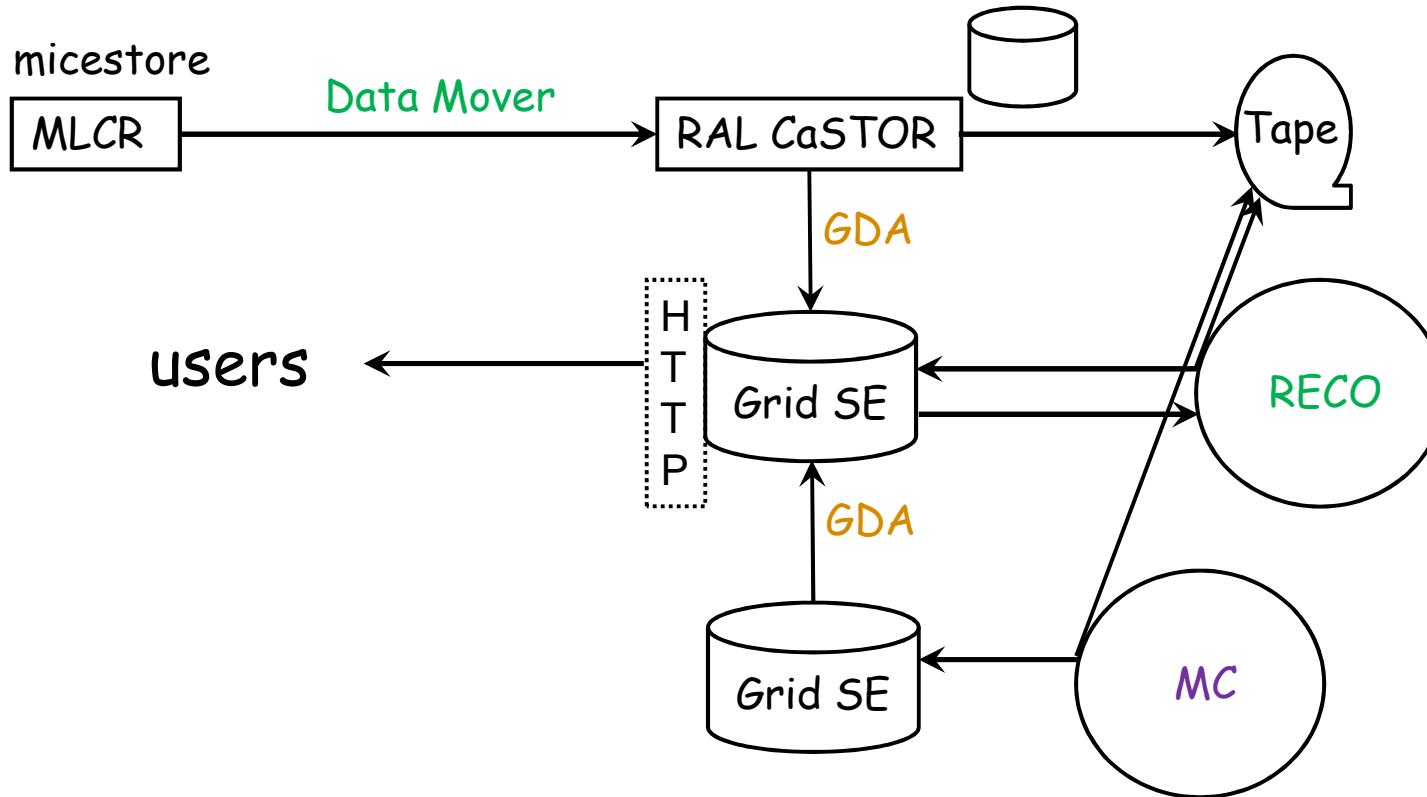 micestore
MLCR
Data Mover
RAL CaSTOR
Tape
GDA
users
H
T
T
P
Grid SE
RECO
GDA
Grid SE
MC